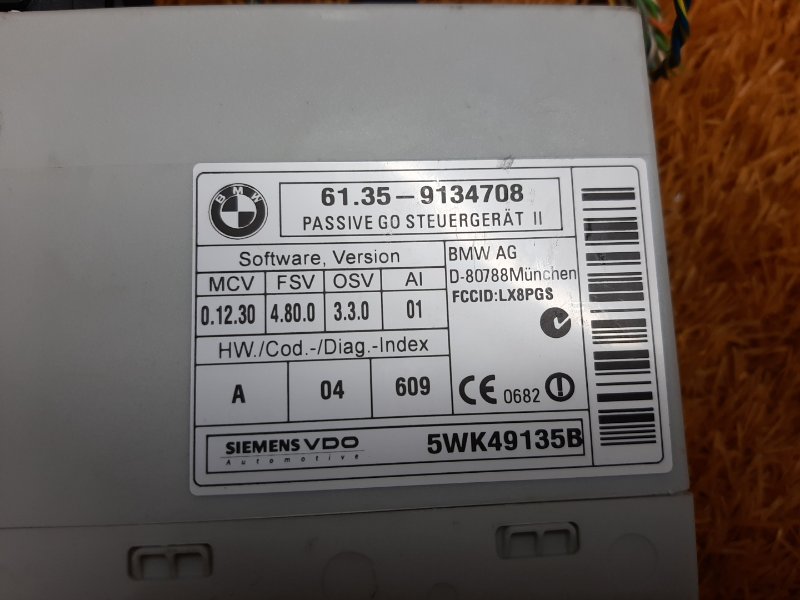 BMW
61.35-9134708
PASSIVE GO STEUERGERÄT II
Software, Version
MCV FSV OSV AI
0.12.30 4.80.0 3.3.0 01
HW./Cod.-/Diag.-Index
A 04 609
BMW AG
D-80788München
FCCID:LX8PGS
CE 0682
SIEMENS VDO
Automotive
5WK49135B